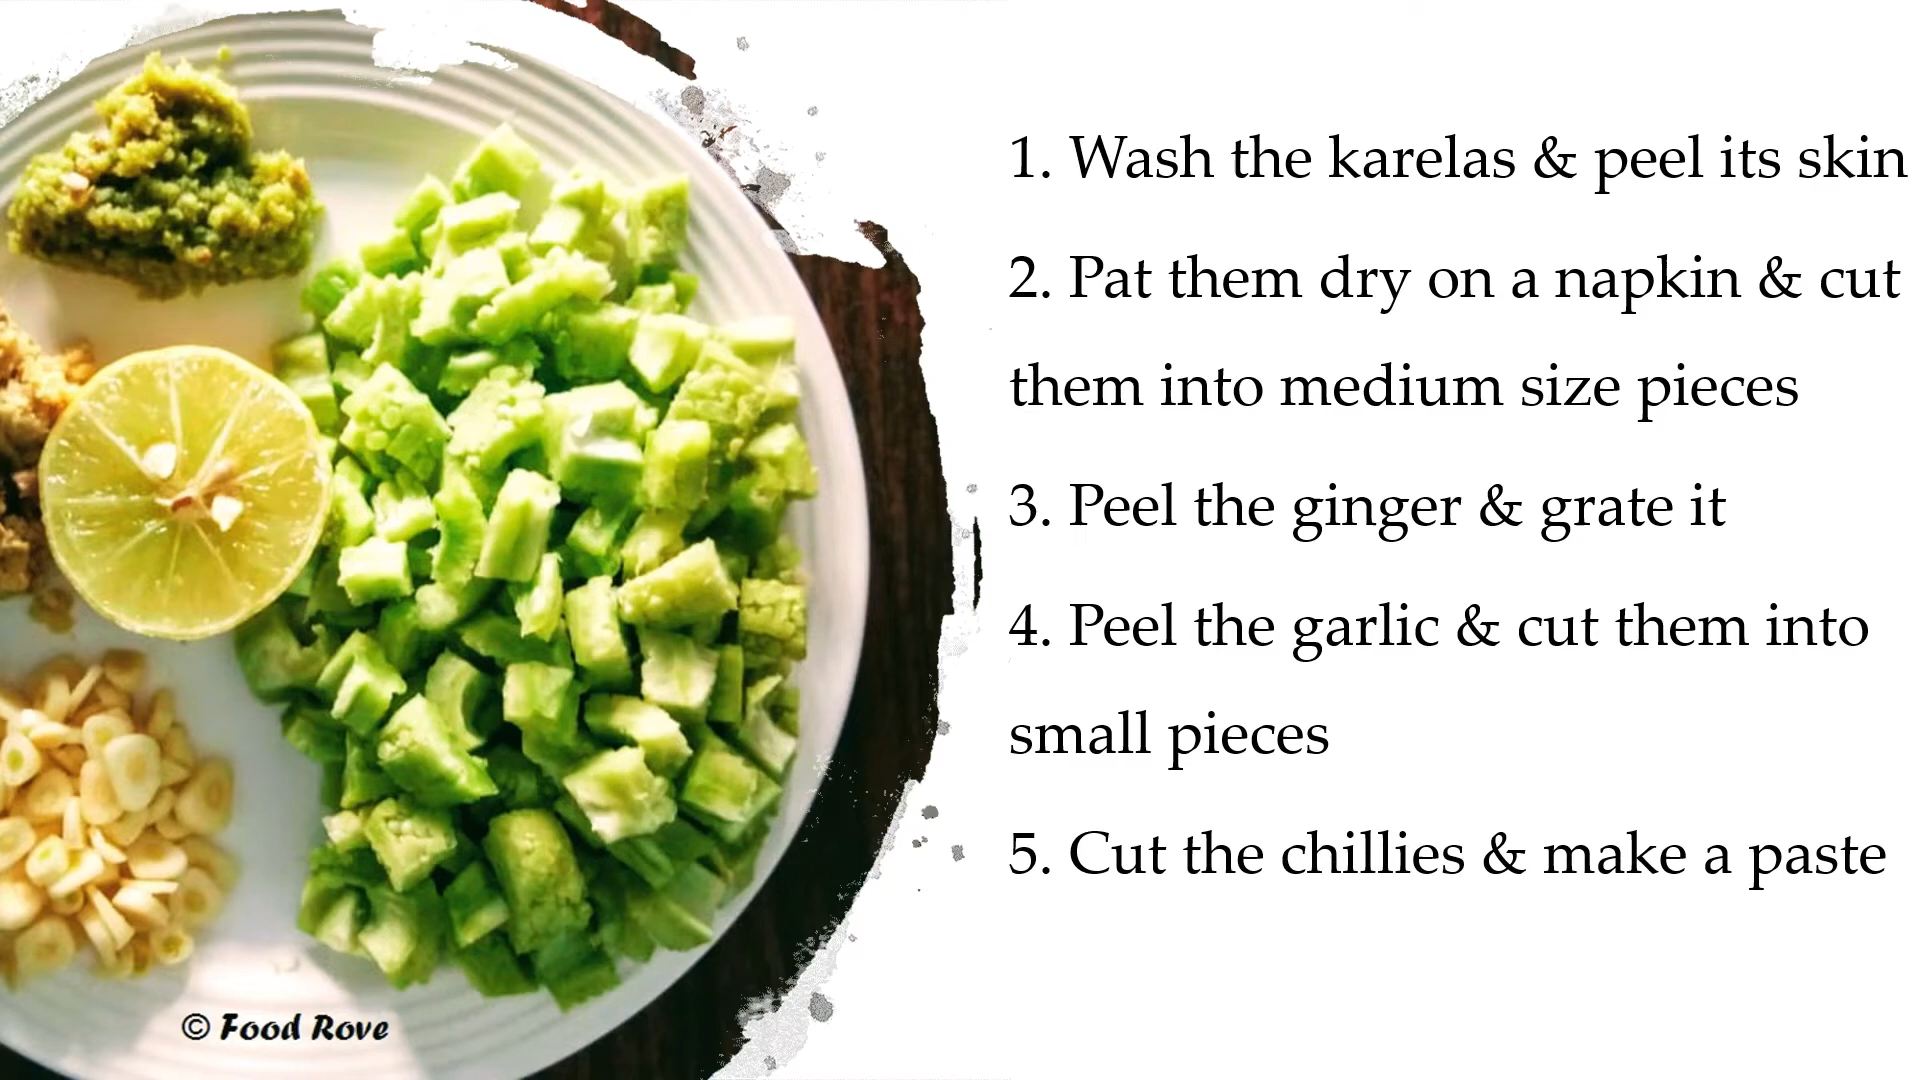 1. Wash the karelas & peel its skin
2. Pat them dry on a napkin & cut
them into medium size pieces
3. Peel the ginger & grate it
4. Peel the garlic & cut them into
small pieces
5. Cut the chillies & make a paste
© Food Rove